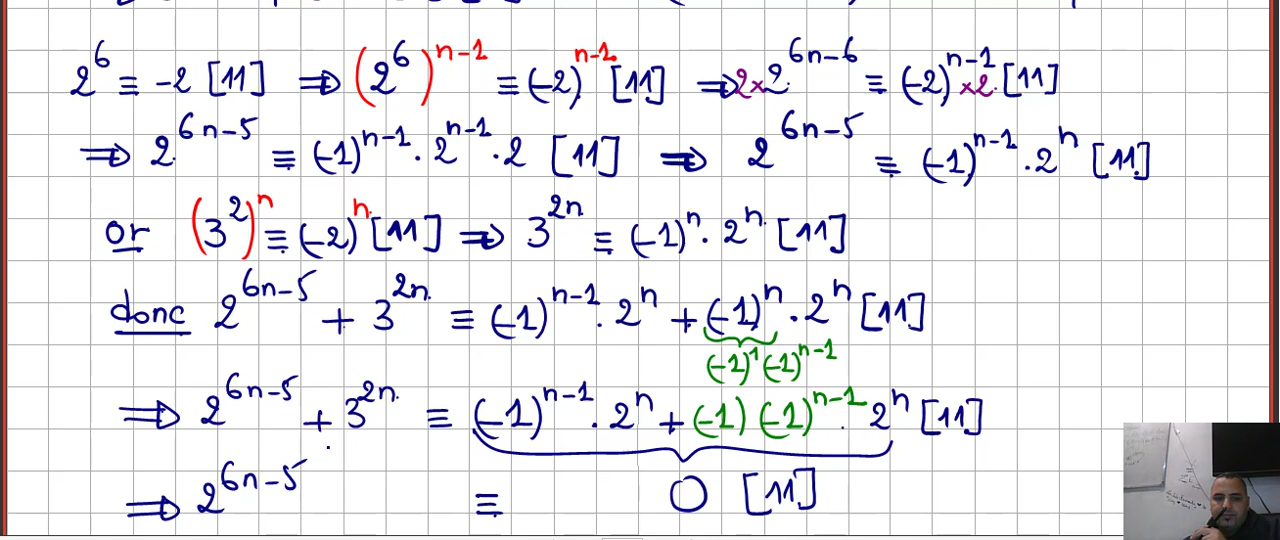 2^6 ≡ -2 [11] ⟹ (2^6)^{n-1} ≡ (-2)^{n-1} [11] ⟹ 2×2^{6n-6} ≡ (-2)^{n-1}×2 [11]
⟹ 2^{6n-5} ≡ (-1)^{n-1} · 2^{n-1} · 2 [11] ⟹ 2^{6n-5} ≡ (-1)^{n-1} · 2^n [11]
or (3^2)^n ≡ (-2)^n [11] ⟹ 3^{2n} ≡ (-1)^n · 2^n [11]
donc 2^{6n-5} + 3^{2n} ≡ (-1)^{n-1} · 2^n + (-1)^n · 2^n [11]
(-1)^1 (-1)^{n-1}
⟹ 2^{6n-5} + 3^{2n} ≡ (-1)^{n-1} · 2^n + (-1) (-1)^{n-1} · 2^n [11]
⟹ 2^{6n-5} ≡ 0 [11]